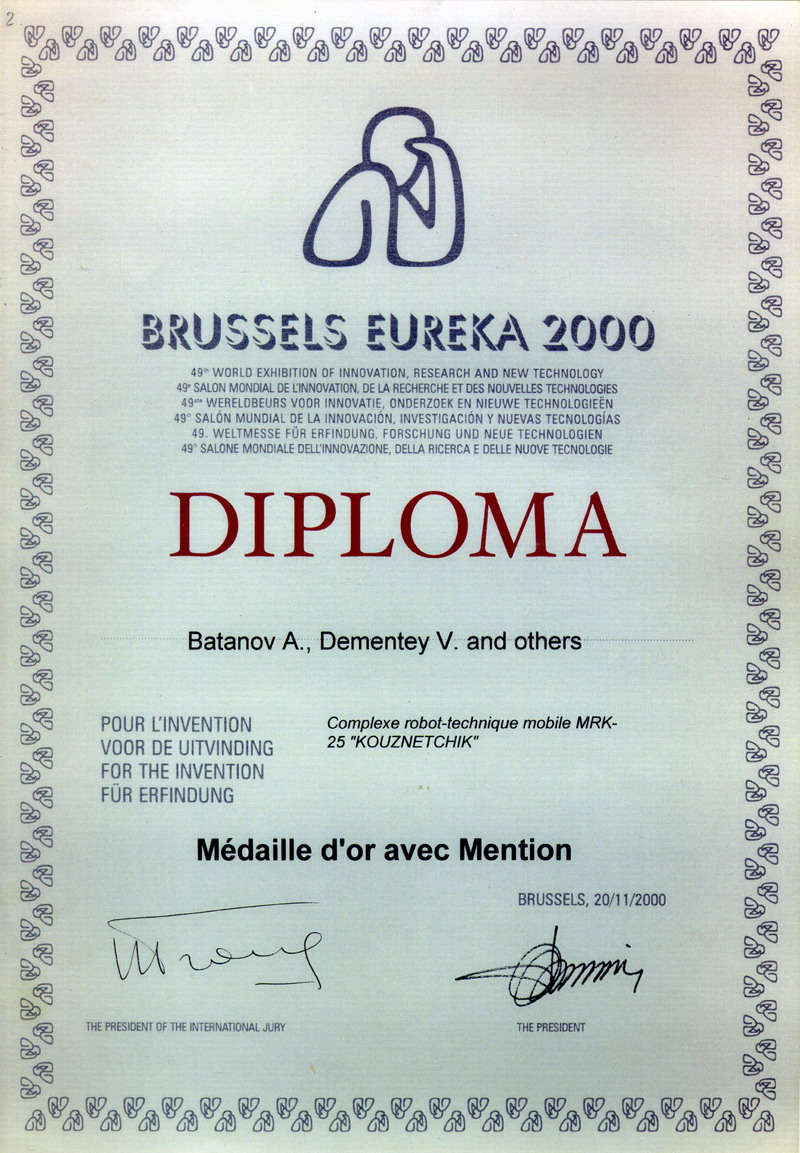 2
BRUSSELS EUREKA 2000
49th WORLD EXHIBITION OF INNOVATION, RESEARCH AND NEW TECHNOLOGY
49e SALON MONDIAL DE L'INNOVATION, DE LA RECHERCHE ET DES NOUVELLES TECHNOLOGIES
49ste WERELDBEURS VOOR INNOVATIE, ONDERZOEK EN NIEUWE TECHNOLOGIEËN
49° SALÓN MUNDIAL DE LA INNOVACIÓN, INVESTIGACIÓN Y NUEVAS TECNOLOGÍAS
49. WELTMESSE FÜR ERFINDUNG, FORSCHUNG UND NEUE TECHNOLOGIEN
49° SALONE MONDIALE DELL'INNOVAZIONE, DELLA RICERCA E DELLE NUOVE TECNOLOGIE
DIPLOMA
Batanov A., Dementey V. and others
POUR L'INVENTION
VOOR DE UITVINDING
FOR THE INVENTION
FÜR ERFINDUNG
Complexe robot-technique mobile MRK-
25 "KOUZNETCHIK"
Médaille d'or avec Mention
BRUSSELS, 20/11/2000
THE PRESIDENT OF THE INTERNATIONAL JURY
THE PRESIDENT